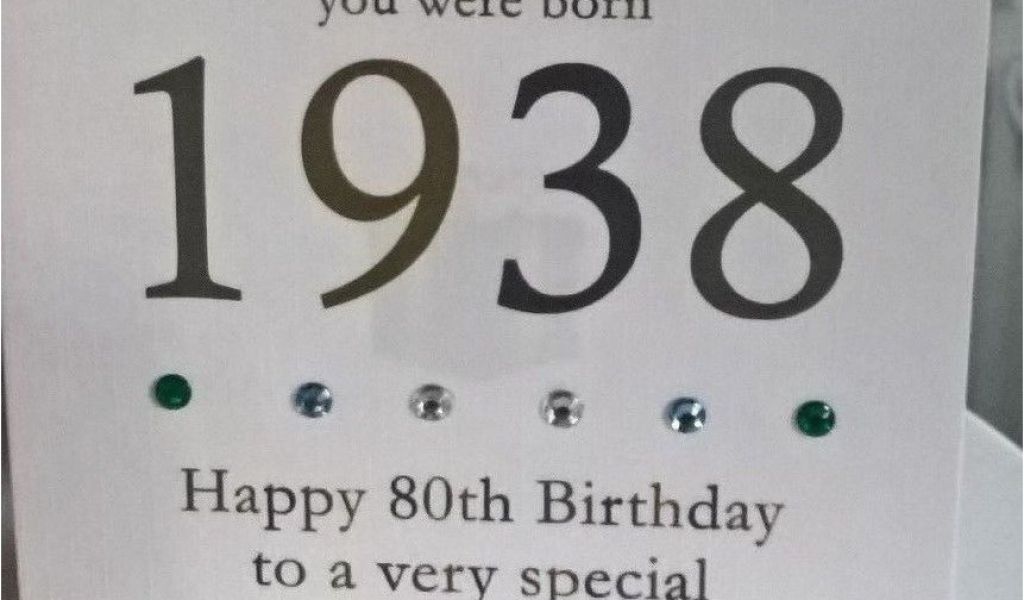 you were born
1938
Happy 80th Birthday
to a very special